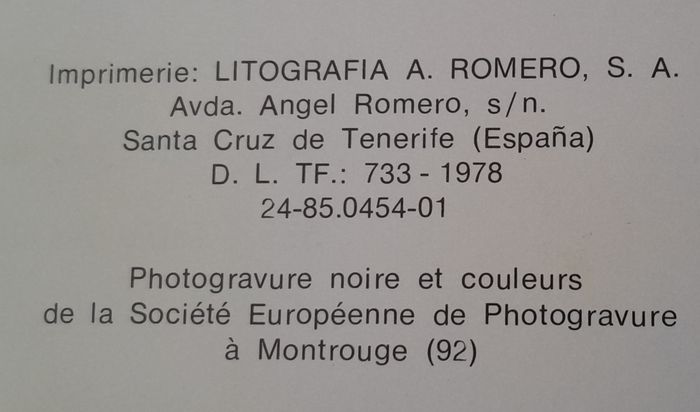 Imprimerie: LITOGRAFIA A. ROMERO, S. A.
Avda. Angel Romero, s/n.
Santa Cruz de Tenerife (España)
D. L. TF.: 733 - 1978
24-85.0454-01
Photogravure noire et couleurs
de la Société Européenne de Photogravure
à Montrouge (92)